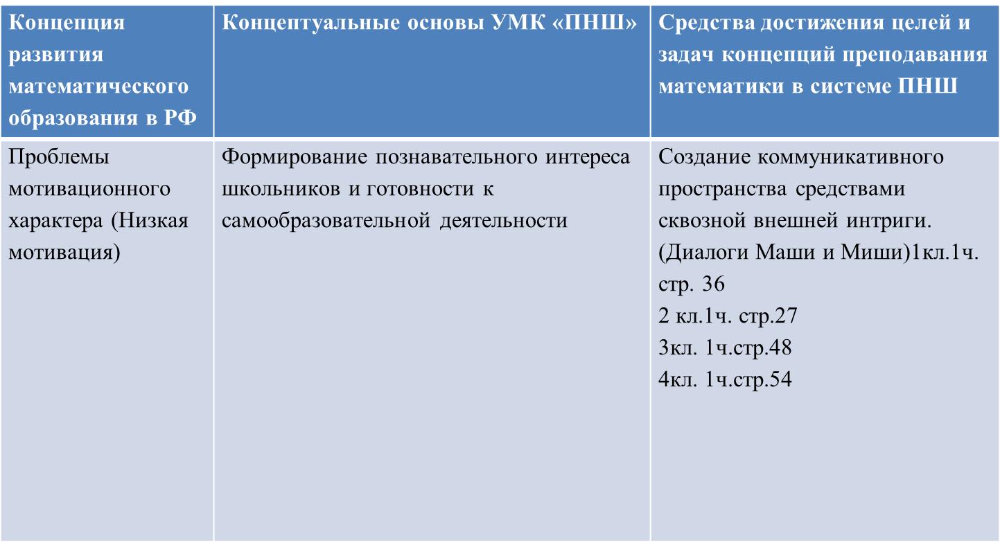 Концепция
развития
математического
образования в РФ
Концептуальные основы УМК «ПНШ»
Средства достижения целей и
задач концепций преподавания
математики в системе ПНШ
Проблемы
мотивационного
характера (Низкая
мотивация)
Формирование познавательного интереса
школьников и готовности к
самообразовательной деятельности
Создание коммуникативного
пространства средствами
сквозной внешней интриги.
(Диалоги Маши и Миши)1кл.1ч.
стр. 36
2 кл.1ч. стр.27
3кл. 1ч.стр.48
4кл. 1ч.стр.54